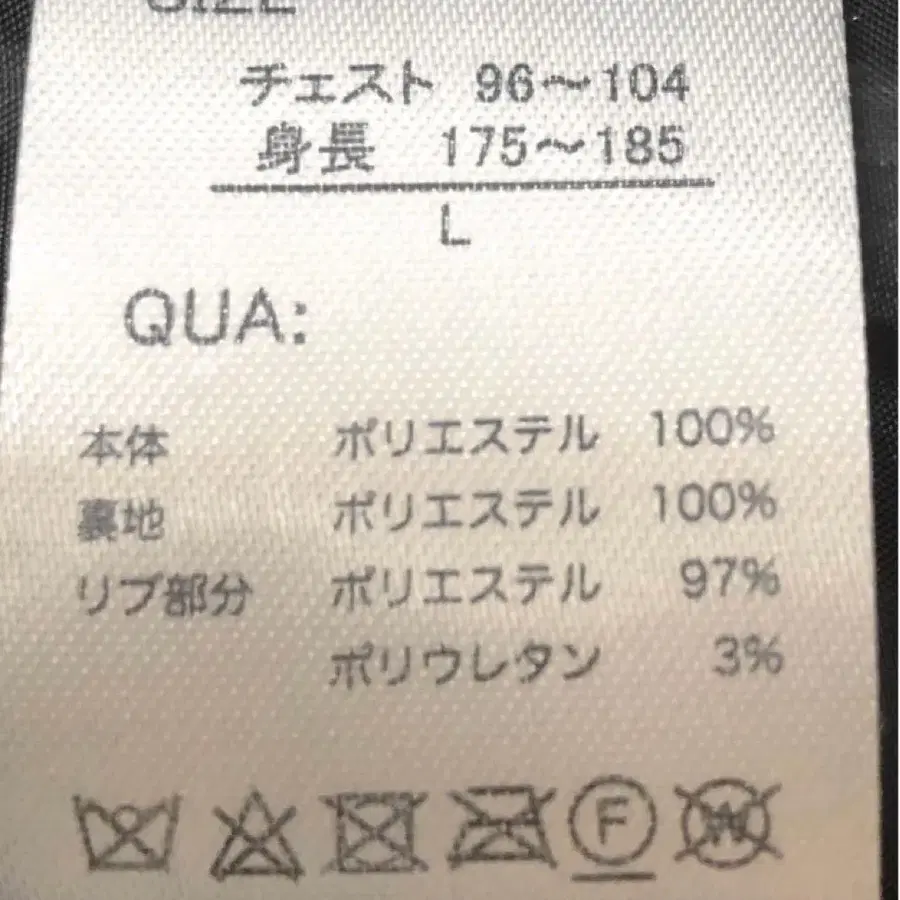 SIZE
チェスト 96〜104
身長 175〜185
L
QUA:
本体 ポリエステル 100%
裏地 ポリエステル 100%
リブ部分 ポリエステル 97%
ポリウレタン 3%
F W